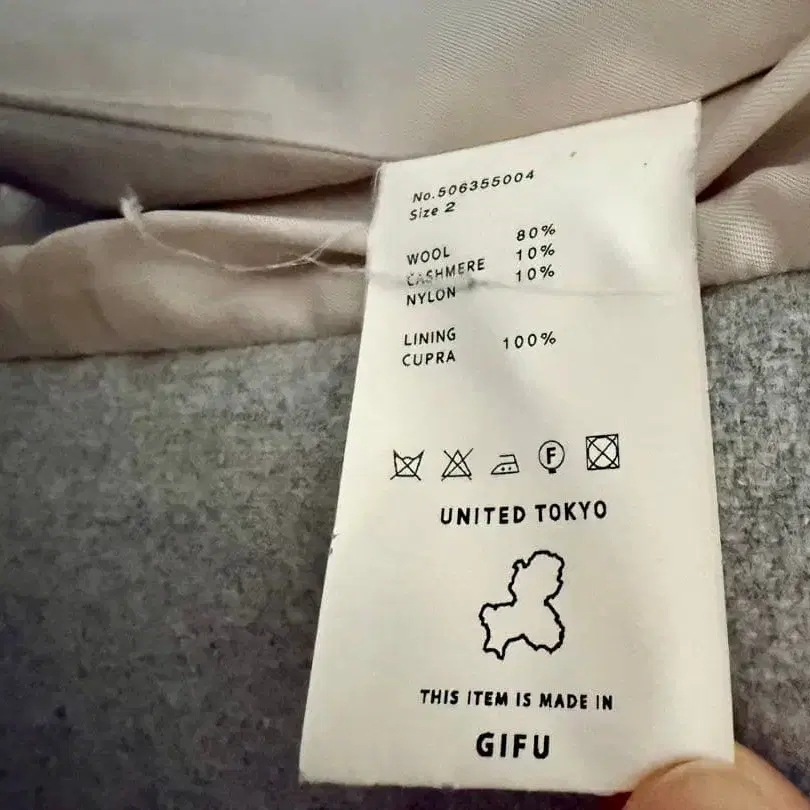 No.506355004
Size 2
WOOL 80%
CASHMERE 10%
NYLON 10%
LINING
CUPRA 100%
F
UNITED TOKYO
THIS ITEM IS MADE IN
GIFU